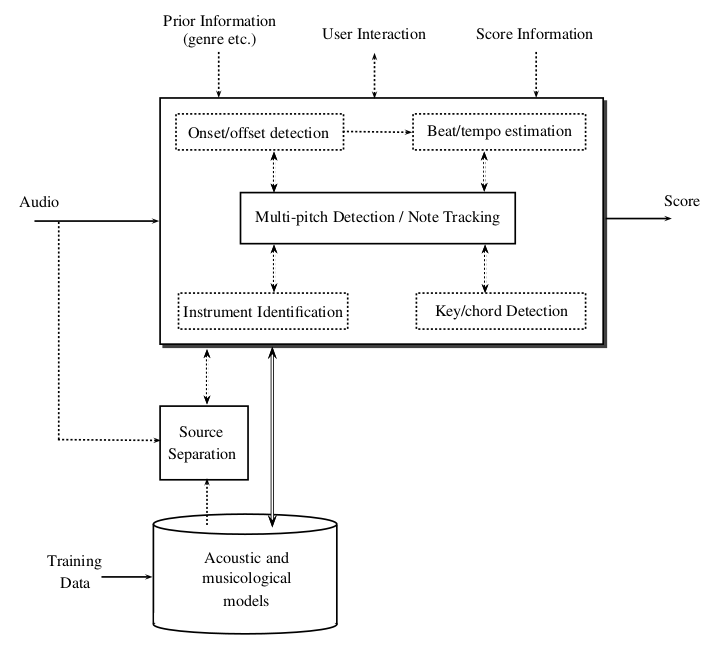 Prior Information
(genre etc.)
User Interaction
Score Information
Onset/offset detection
Beat/tempo estimation
Audio
Multi-pitch Detection / Note Tracking
Score
Instrument Identification
Key/chord Detection
Source
Separation
Training
Data
Acoustic and
musicological
models